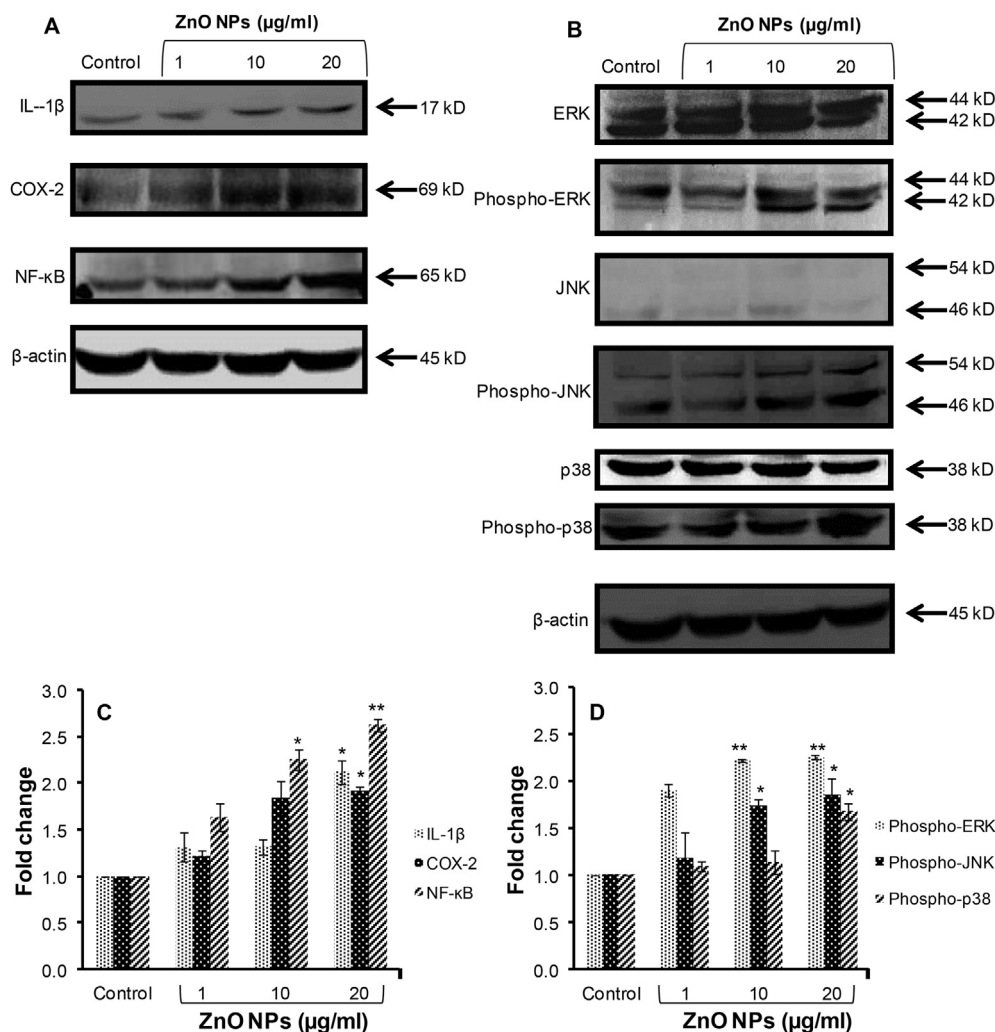 A
ZnO NPs (µg/ml)
Control 1 10 20
IL--1β 17 kD
COX-2 69 kD
NF-κB 65 kD
β-actin 45 kD
B
ZnO NPs (µg/ml)
Control 1 10 20
ERK 44 kD
42 kD
Phospho-ERK 44 kD
42 kD
JNK 54 kD
46 kD
Phospho-JNK 54 kD
46 kD
p38 38 kD
Phospho-p38 38 kD
β-actin 45 kD
C
Fold change
3.0
2.5
2.0
1.5
1.0
0.5
0.0
* * * **
IL-1β
COX-2
NF-κB
Control 1 10 20
ZnO NPs (µg/ml)
D
Fold change
3.0
2.5
2.0
1.5
1.0
0.5
0.0
** * ** * *
Phospho-ERK
Phospho-JNK
Phospho-p38
Control 1 10 20
ZnO NPs (µg/ml)